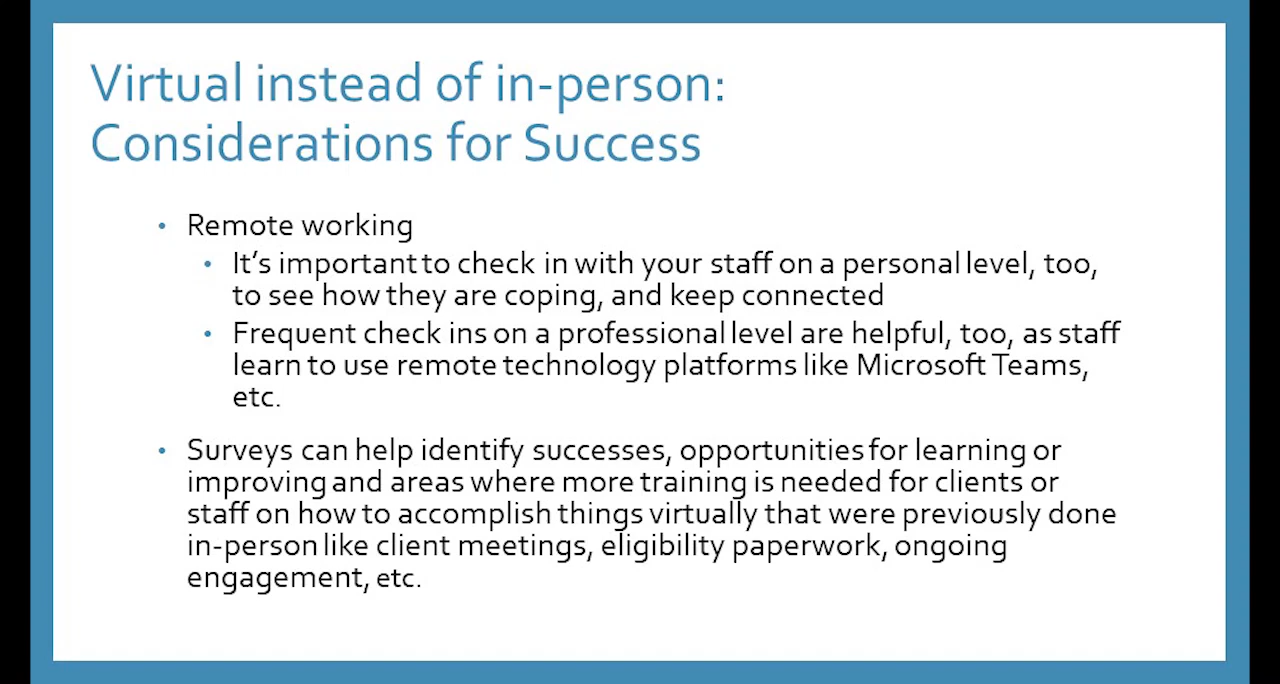 Virtual instead of in-person:
Considerations for Success
• Remote working
• It's important to check in with your staff on a personal level, too,
to see how they are coping, and keep connected
• Frequent check ins on a professional level are helpful, too, as staff
learn to use remote technology platforms like Microsoft Teams,
etc.
• Surveys can help identify successes, opportunities for learning or
improving and areas where more training is needed for clients or
staff on how to accomplish things virtually that were previously done
in-person like client meetings, eligibility paperwork, ongoing
engagement, etc.